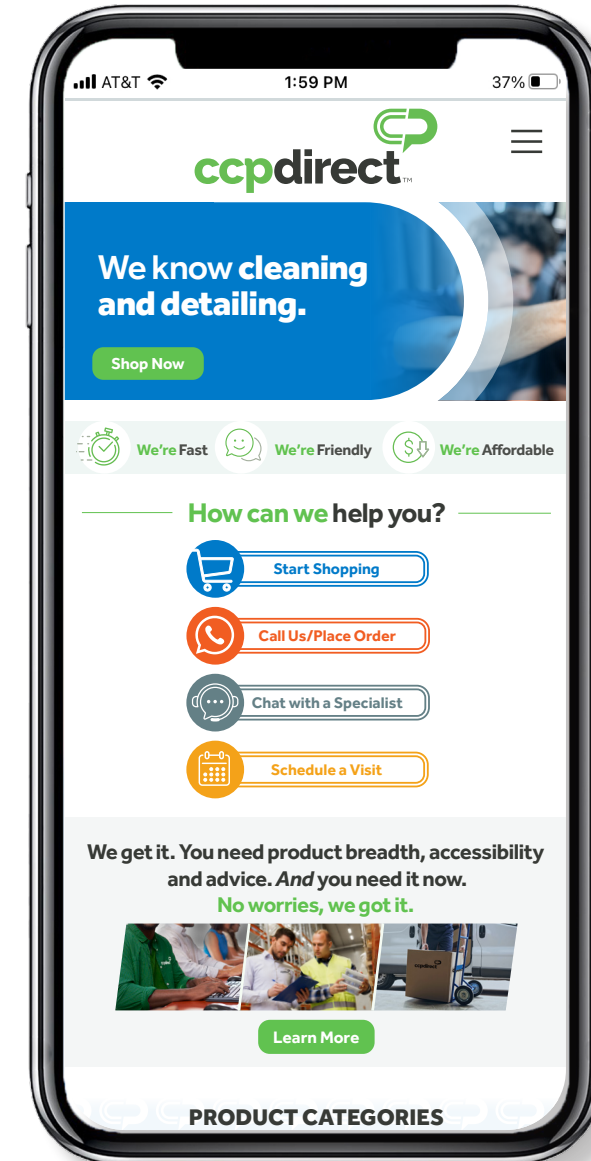 AT&T 1:59 PM 37%
ccpdirect™
We know cleaning
and detailing.
Shop Now
We're Fast We're Friendly We're Affordable
How can we help you?
Start Shopping
Call Us/Place Order
Chat with a Specialist
Schedule a Visit
We get it. You need product breadth, accessibility
and advice. And you need it now.
No worries, we got it.
ccpdirect
Learn More
PRODUCT CATEGORIES